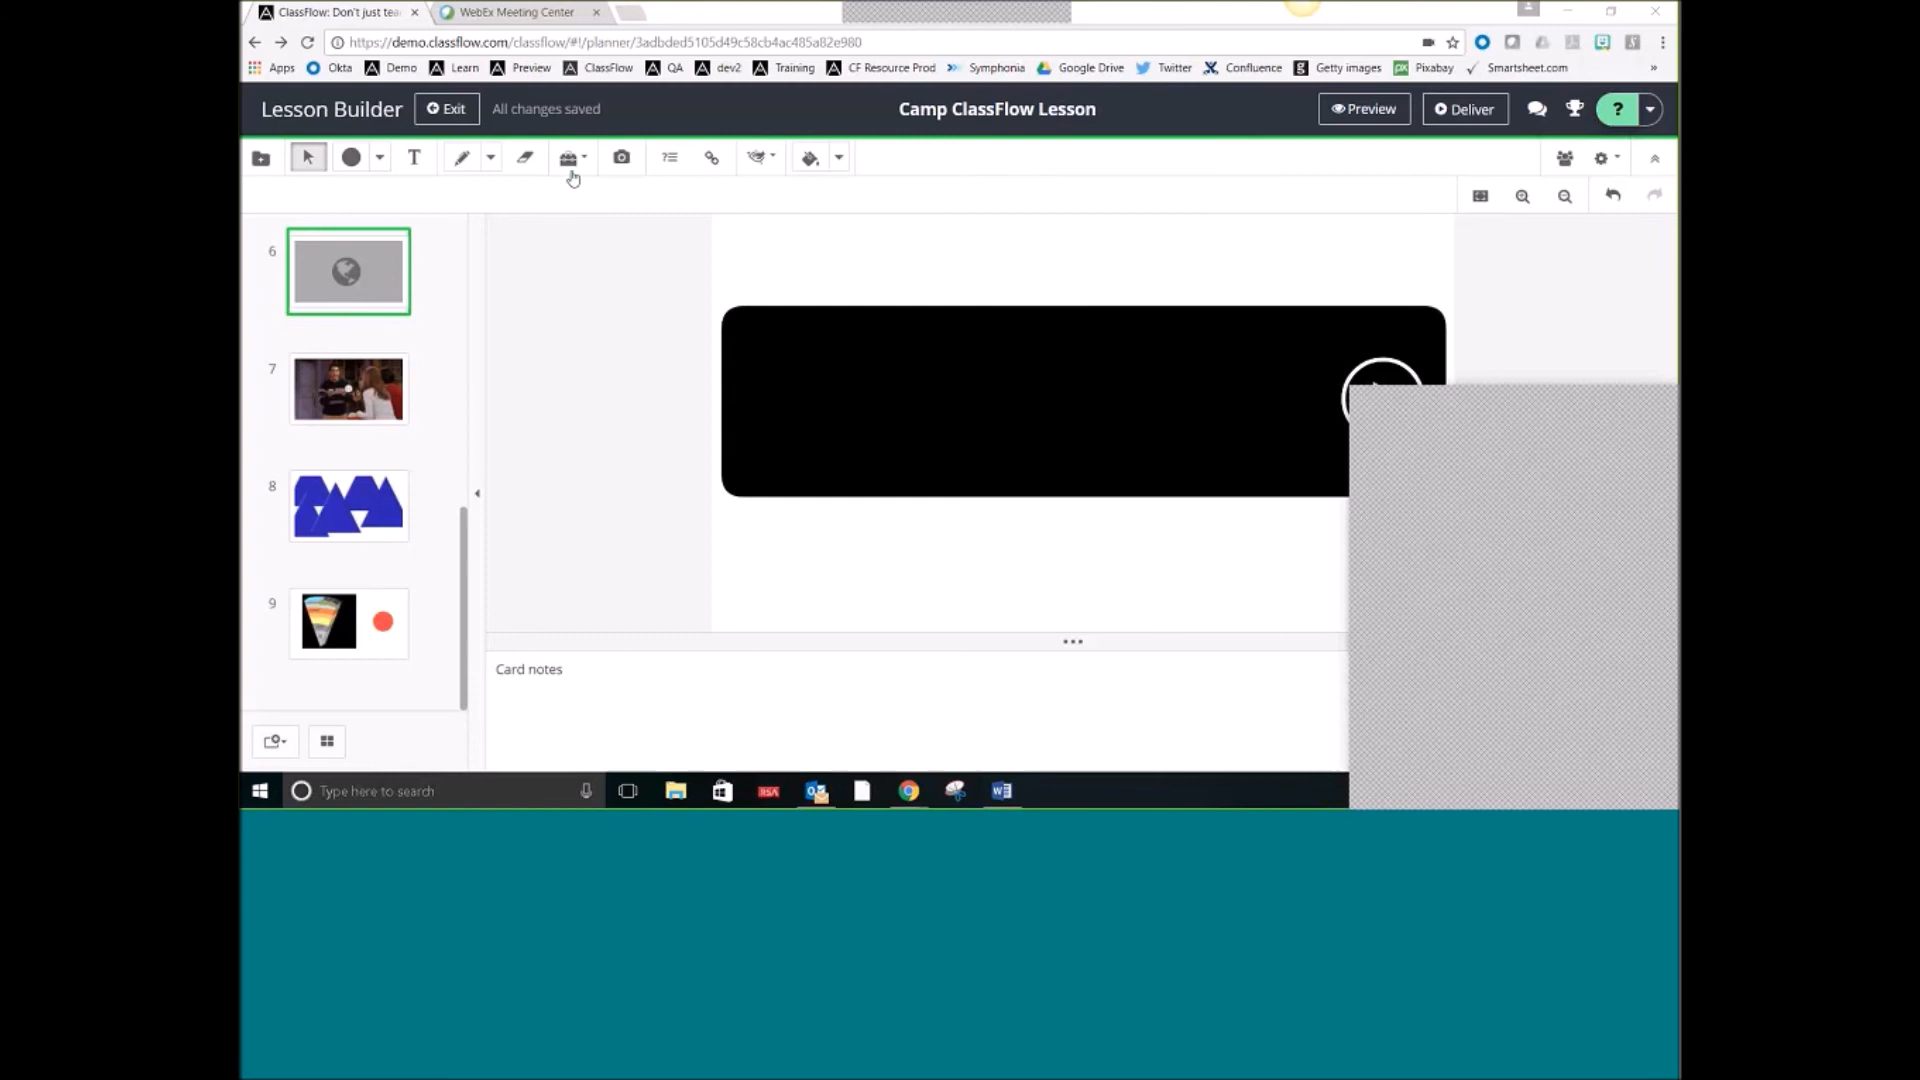 ClassFlow: Don't just tea
WebEx Meeting Center
https://demo.classflow.com/classflow/#!/planner/3adbded5105d49c58cb4ac485a82e980
Apps Okta Demo Learn Preview ClassFlow QA dev2 Training CF Resource Prod Symphonia Google Drive Twitter Confluence Getty images Pixabay Smartsheet.com »
Lesson Builder Exit All changes saved Camp ClassFlow Lesson Preview Deliver ?
T
6
7
8
9
Card notes
Type here to search
RSA